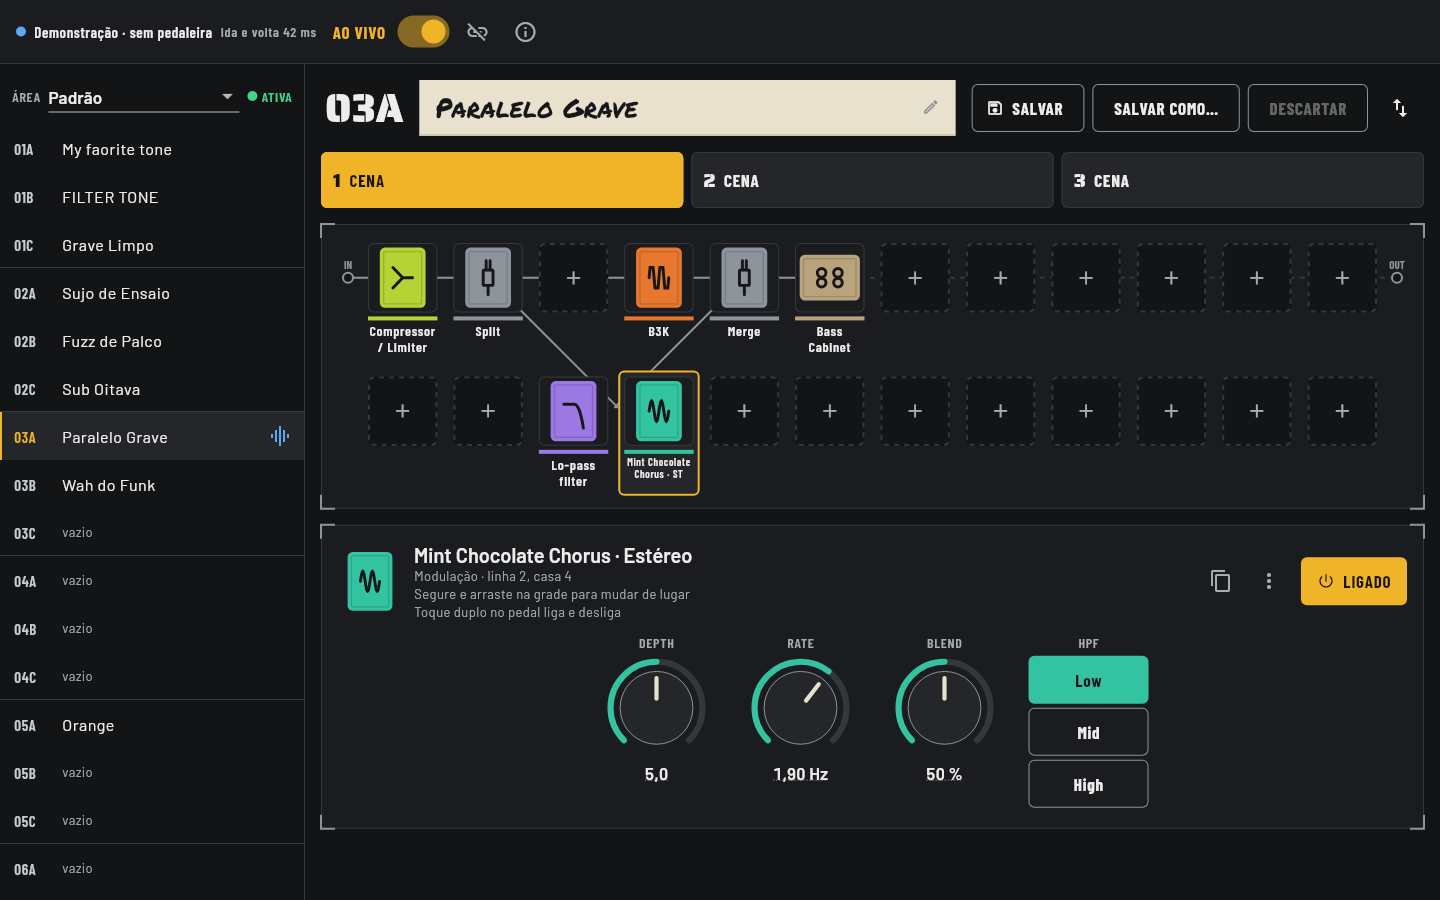 Demonstração · sem pedaleira
Ida e volta 42 ms
AO VIVO
ÁREA
Padrão
ATIVA
01A My faorite tone
01B FILTER TONE
01C Grave Limpo
02A Sujo de Ensaio
02B Fuzz de Palco
02C Sub Oitava
03A Paralelo Grave
03B Wah do Funk
03C vazio
04A vazio
04B vazio
04C vazio
05A Orange
05B vazio
05C vazio
06A vazio
03A
Paralelo Grave
SALVAR
SALVAR COMO...
DESCARTAR
1 CENA
2 CENA
3 CENA
IN
88
OUT
Compressor
/ Limiter
Split
B3K
Merge
Bass
Cabinet
Lo-pass
filter
Mint Chocolate
Chorus · ST
Mint Chocolate Chorus · Estéreo
Modulação · linha 2, casa 4
Segure e arraste na grade para mudar de lugar
Toque duplo no pedal liga e desliga
LIGADO
DEPTH
RATE
BLEND
HPF
Low
Mid
High
5,0
1,90 Hz
50 %